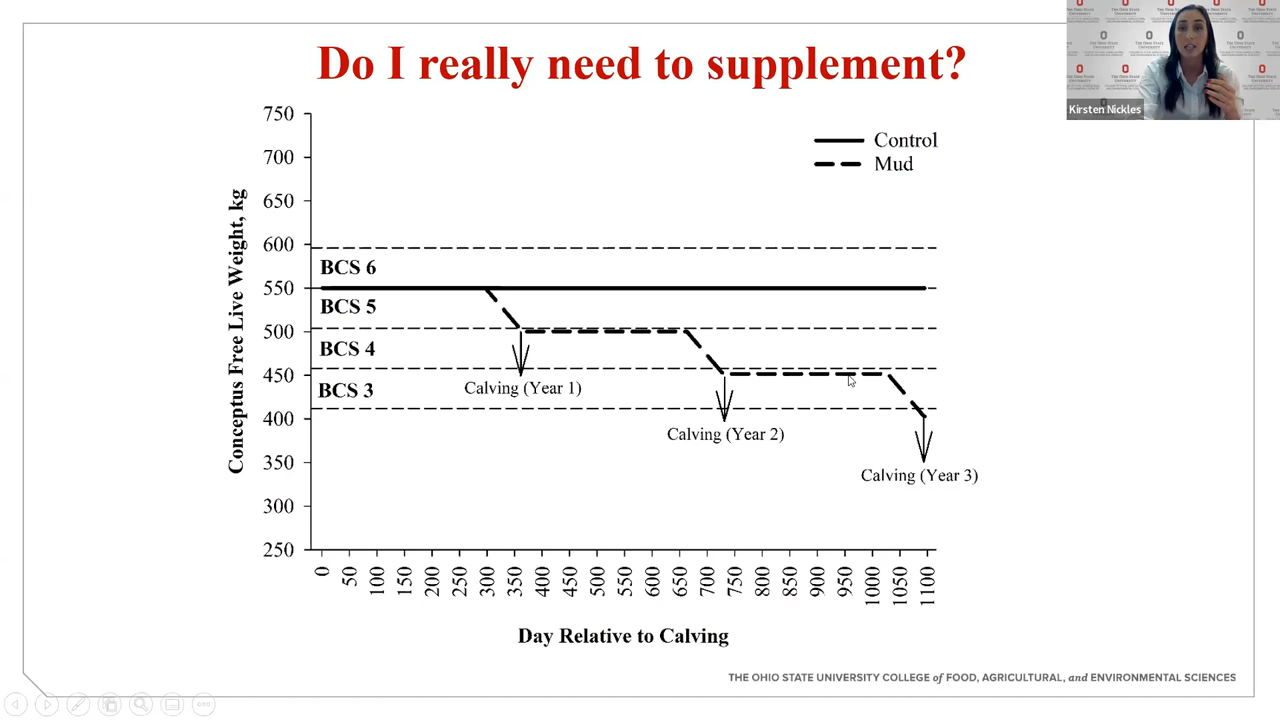 Do I really need to supplement?
Kirsten Nickles
Control
Mud
Conceptus Free Live Weight, kg
750
700
650
600
550
500
450
400
350
300
250
BCS 6
BCS 5
BCS 4
BCS 3
Calving (Year 1)
Calving (Year 2)
Calving (Year 3)
0 50 100 150 200 250 300 350 400 450 500 550 600 650 700 750 800 850 900 950 1000 1050 1100
Day Relative to Calving
THE OHIO STATE UNIVERSITY COLLEGE of FOOD, AGRICULTURAL, and ENVIRONMENTAL SCIENCES